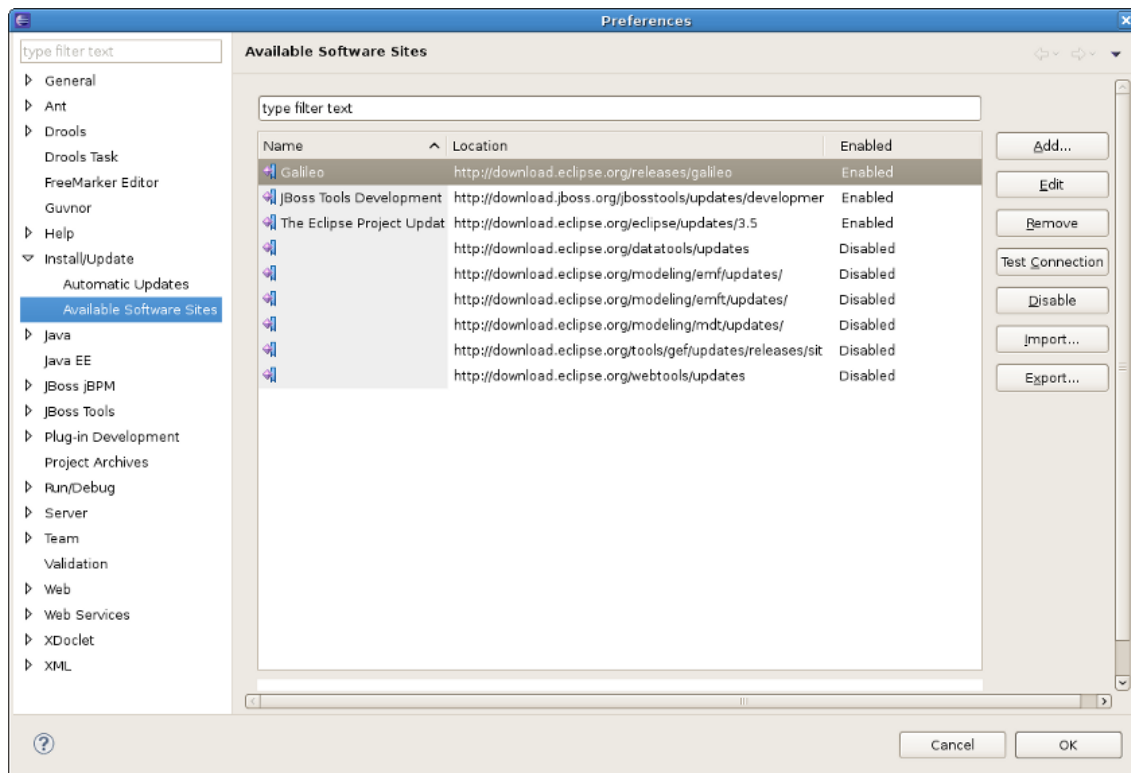 Preferences
type filter text
General
Ant
Drools
Drools Task
FreeMarker Editor
Guvnor
Help
Install/Update
Automatic Updates
Available Software Sites
Java
Java EE
JBoss jBPM
JBoss Tools
Plug-in Development
Project Archives
Run/Debug
Server
Team
Validation
Web
Web Services
XDoclet
XML
Available Software Sites
type filter text
Name Location Enabled
Galileo http://download.eclipse.org/releases/galileo Enabled
JBoss Tools Development http://download.jboss.org/jbosstools/updates/developmer Enabled
The Eclipse Project Updat http://download.eclipse.org/eclipse/updates/3.5 Enabled
http://download.eclipse.org/datatools/updates Disabled
http://download.eclipse.org/modeling/emf/updates/ Disabled
http://download.eclipse.org/modeling/emft/updates/ Disabled
http://download.eclipse.org/modeling/mdt/updates/ Disabled
http://download.eclipse.org/tools/gef/updates/releases/sit Disabled
http://download.eclipse.org/webtools/updates Disabled
Add...
Edit
Remove
Test Connection
Disable
Import...
Export...
?
Cancel OK